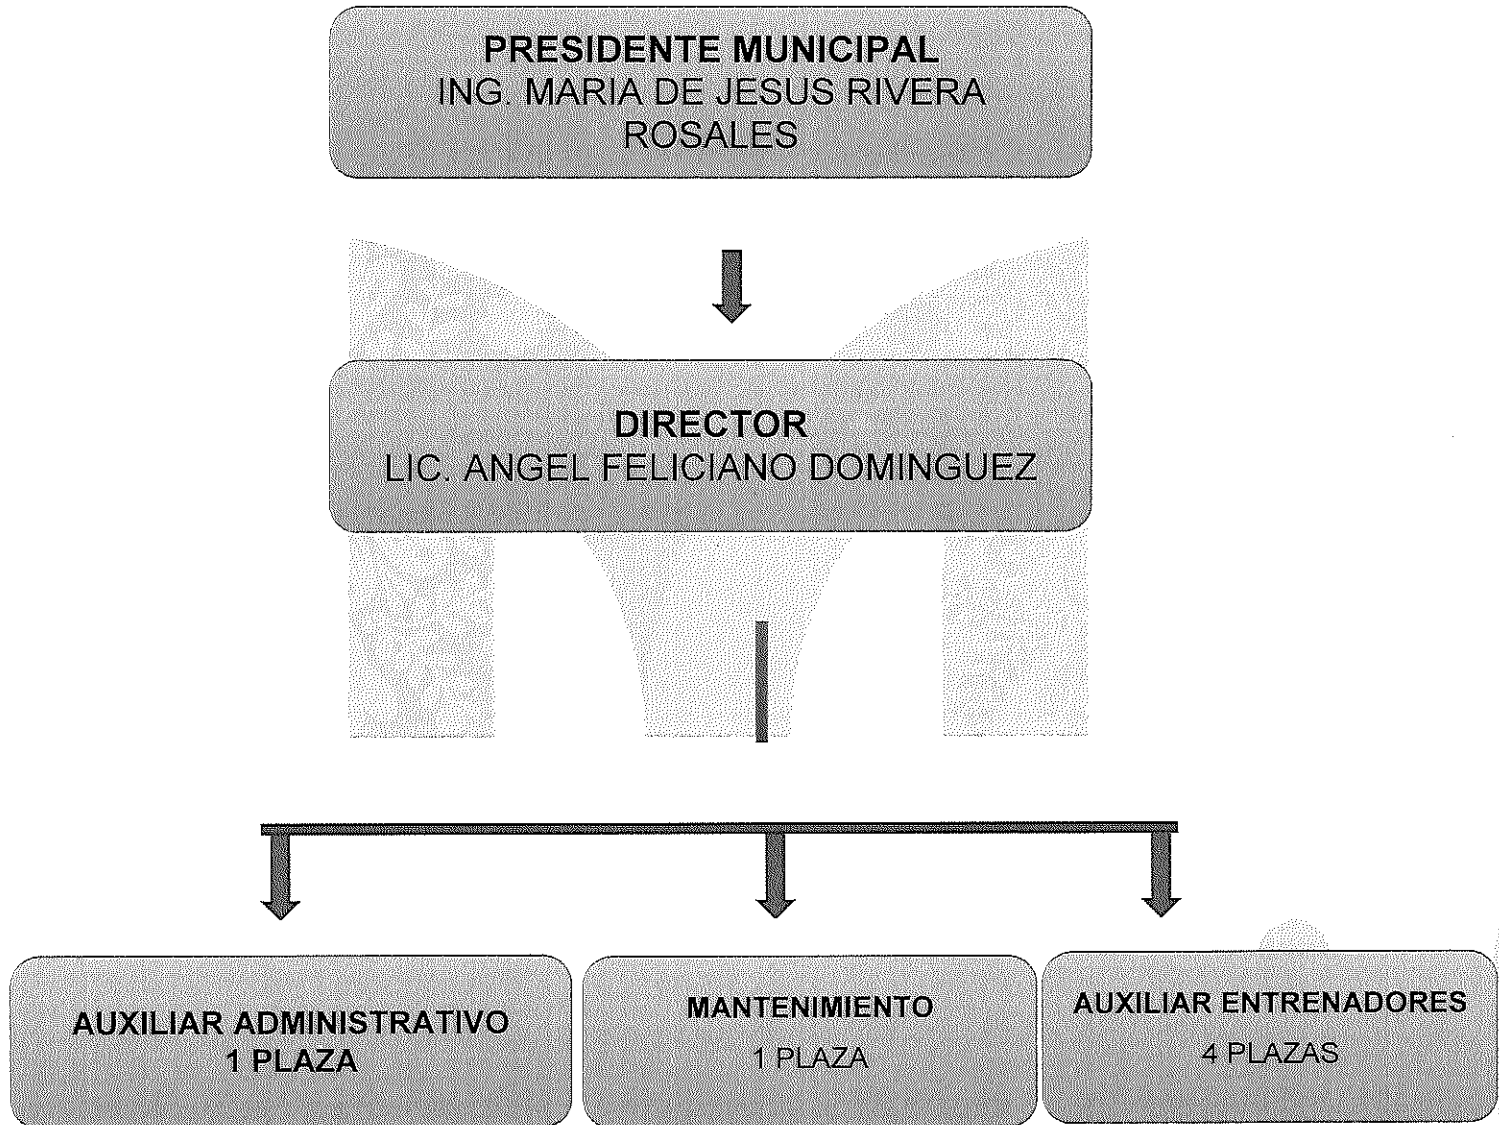 PRESIDENTE MUNICIPAL
ING. MARIA DE JESUS RIVERA
ROSALES
DIRECTOR
LIC. ANGEL FELICIANO DOMINGUEZ
AUXILIAR ADMINISTRATIVO
1 PLAZA
MANTENIMIENTO
1 PLAZA
AUXILIAR ENTRENADORES
4 PLAZAS